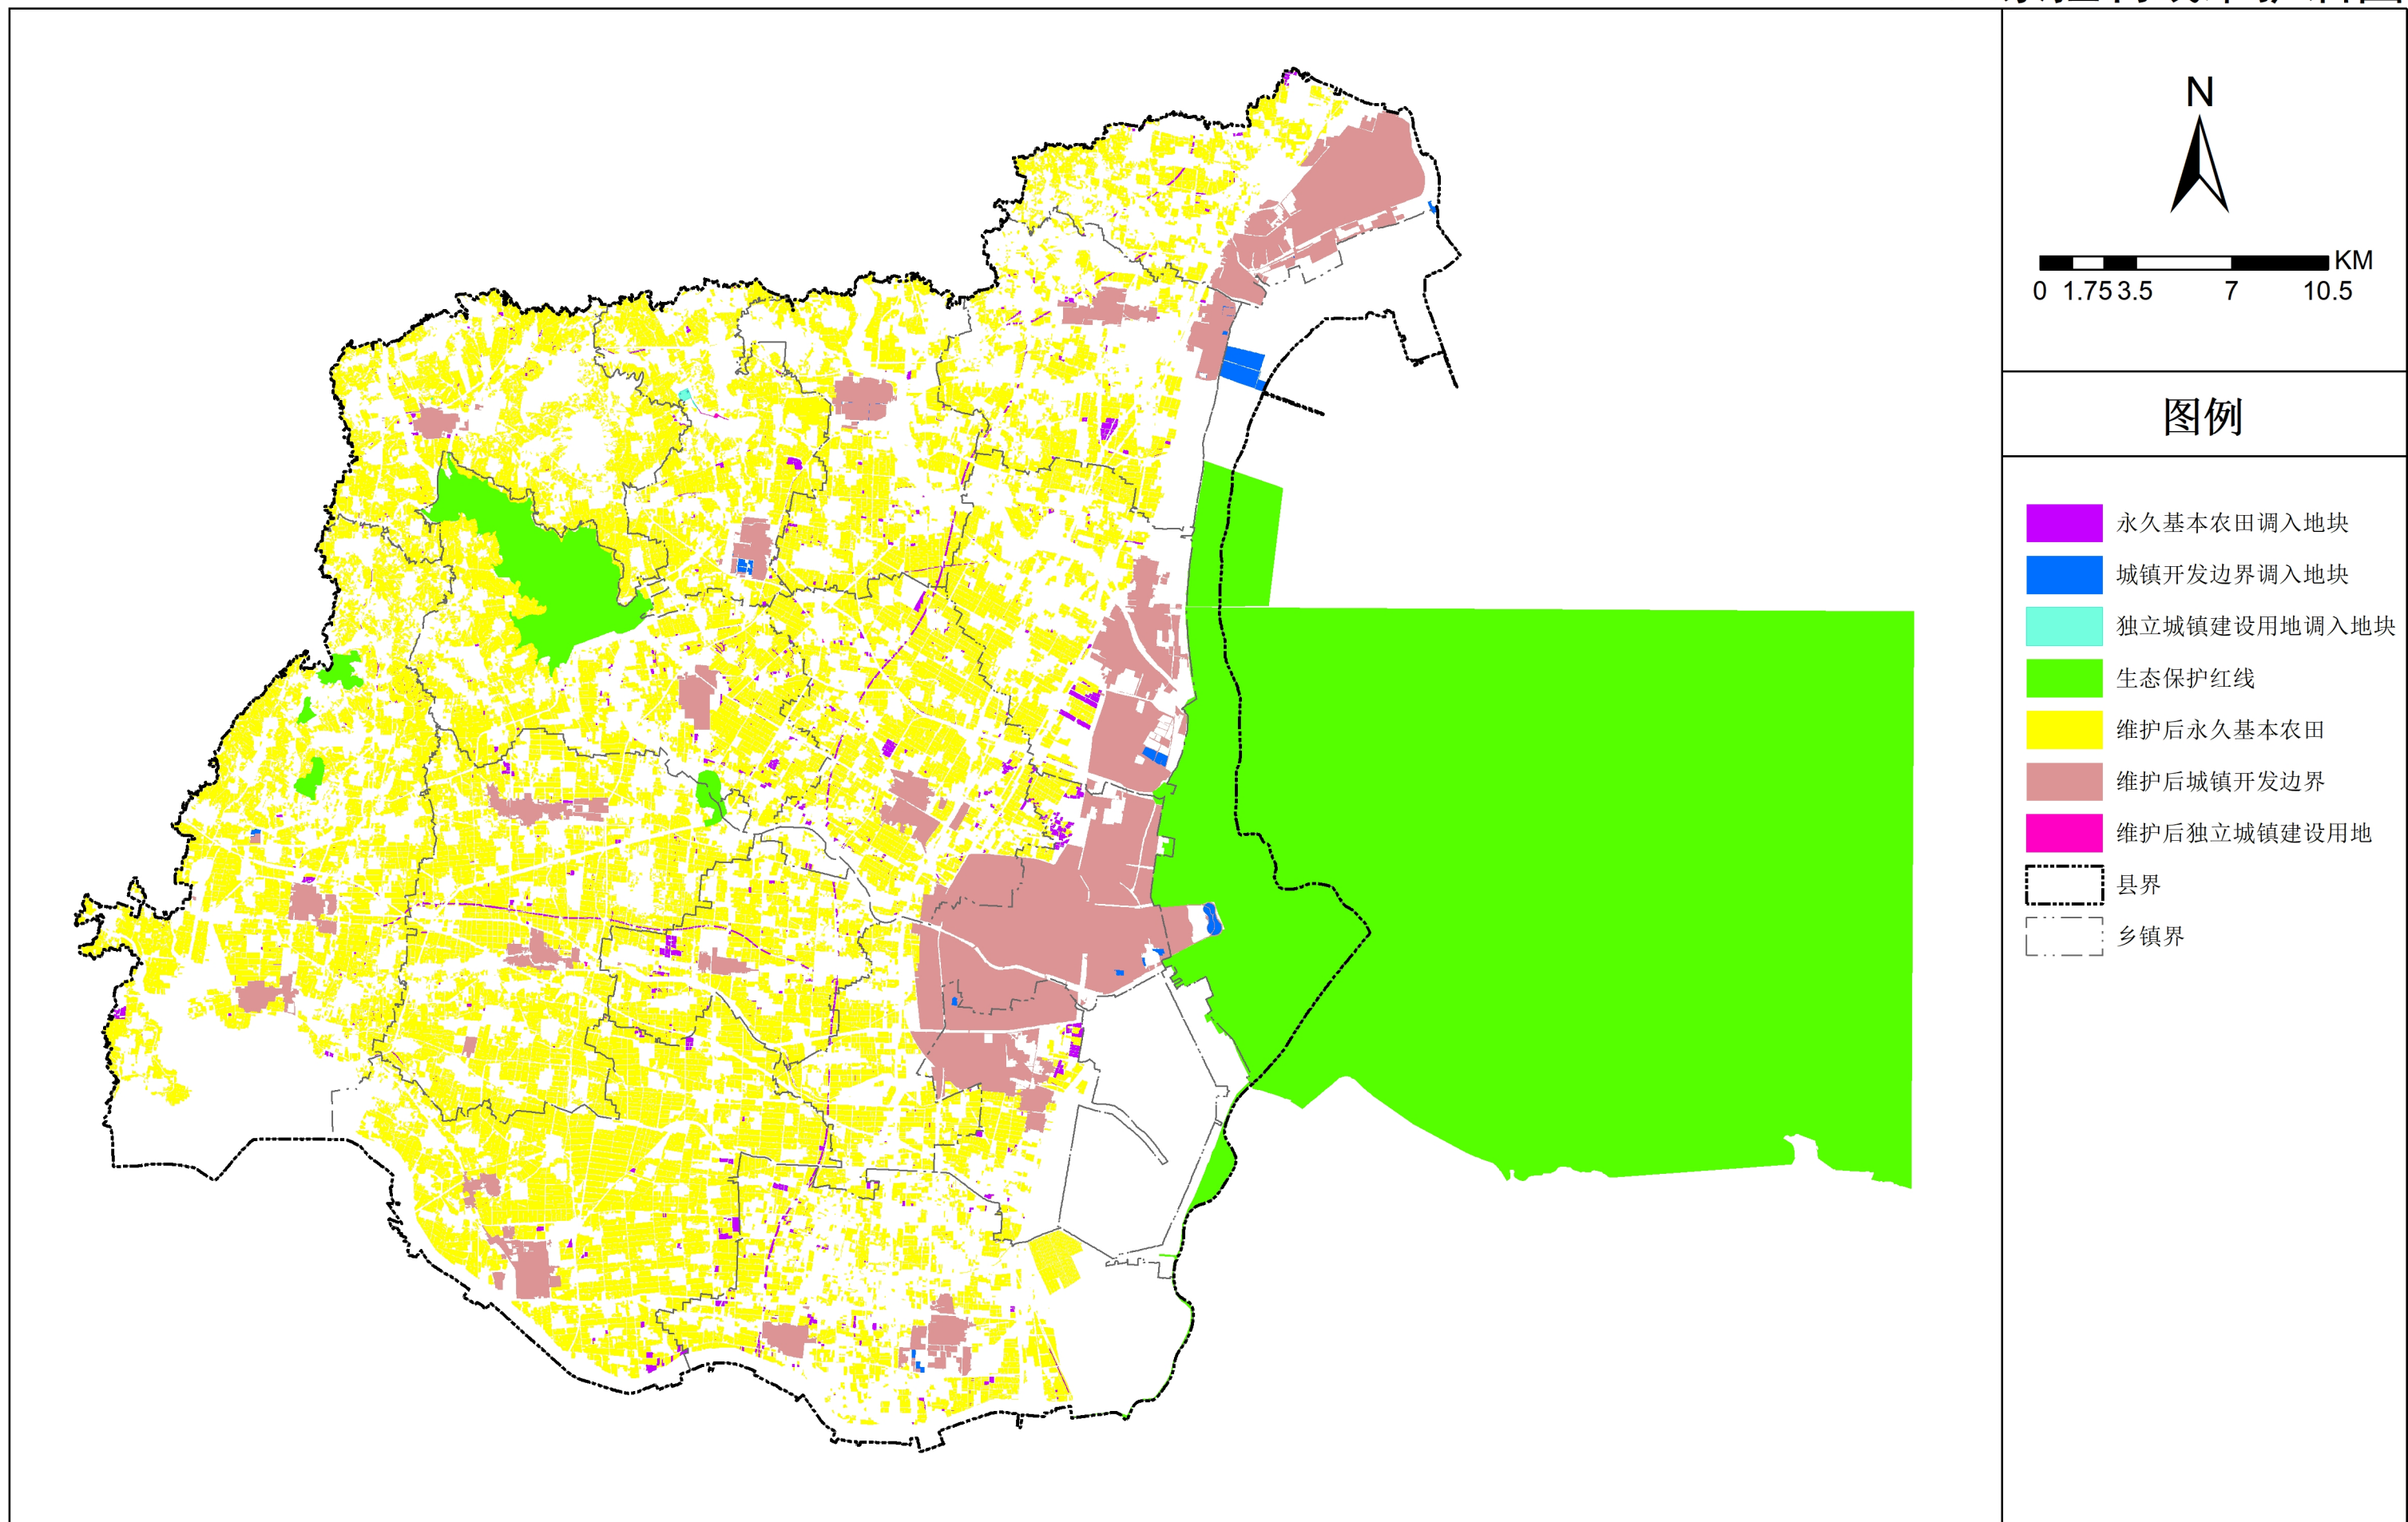 N
KM
0 1.75 3.5 7 10.5
图例
永久基本农田调入地块
城镇开发边界调入地块
独立城镇建设用地调入地块
生态保护红线
维护后永久基本农田
维护后城镇开发边界
维护后独立城镇建设用地
县界
乡镇界